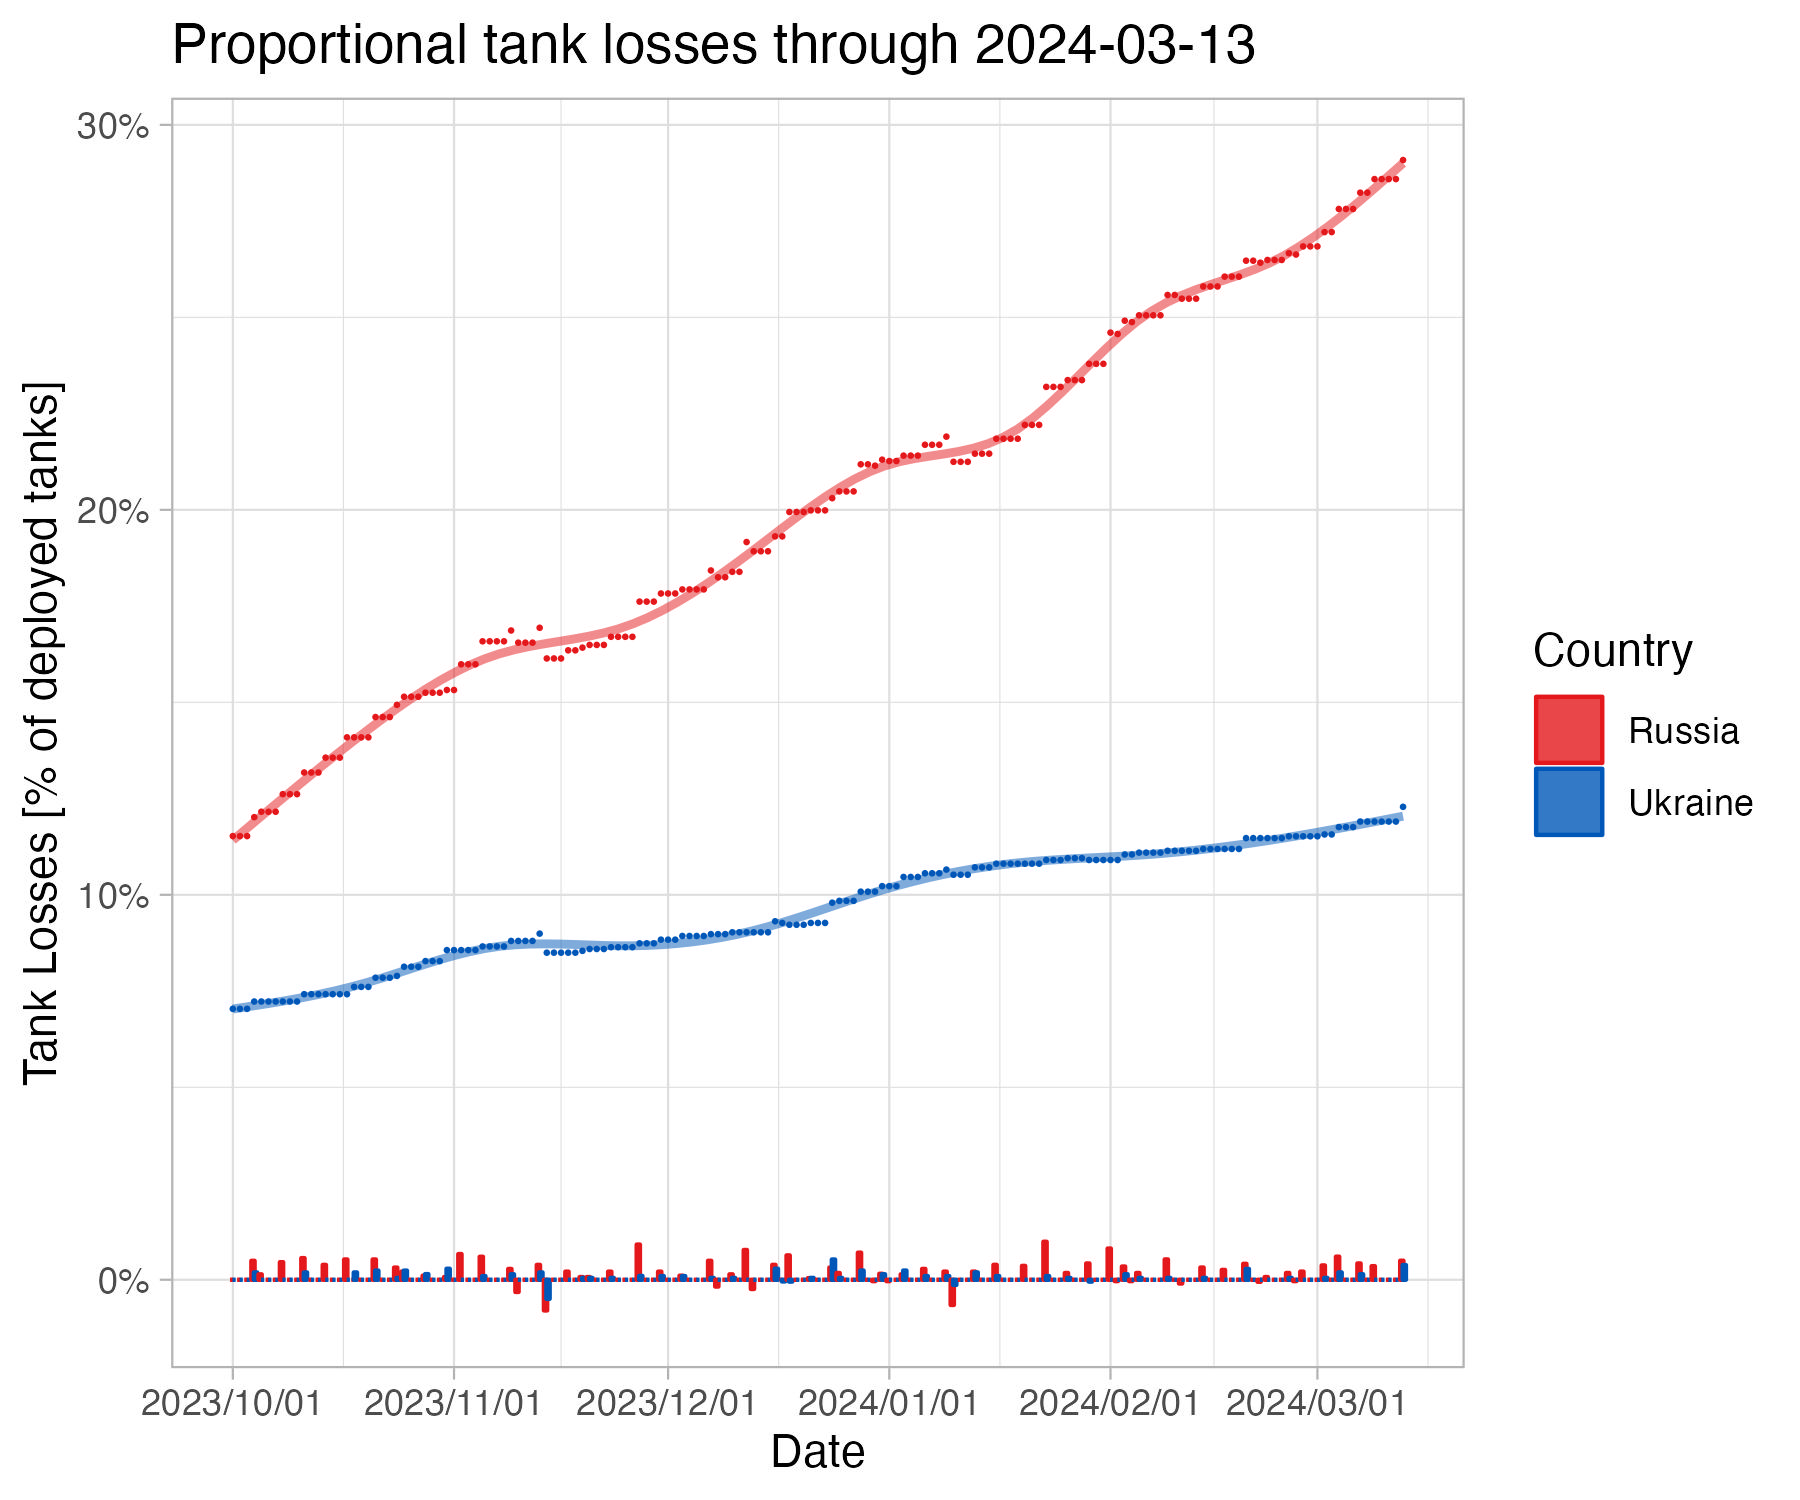 Proportional tank losses through 2024-03-13
Tank Losses [% of deployed tanks]
30%
20%
10%
0%
2023/10/01 2023/11/01 2023/12/01 2024/01/01 2024/02/01 2024/03/01
Date
Country
Russia
Ukraine